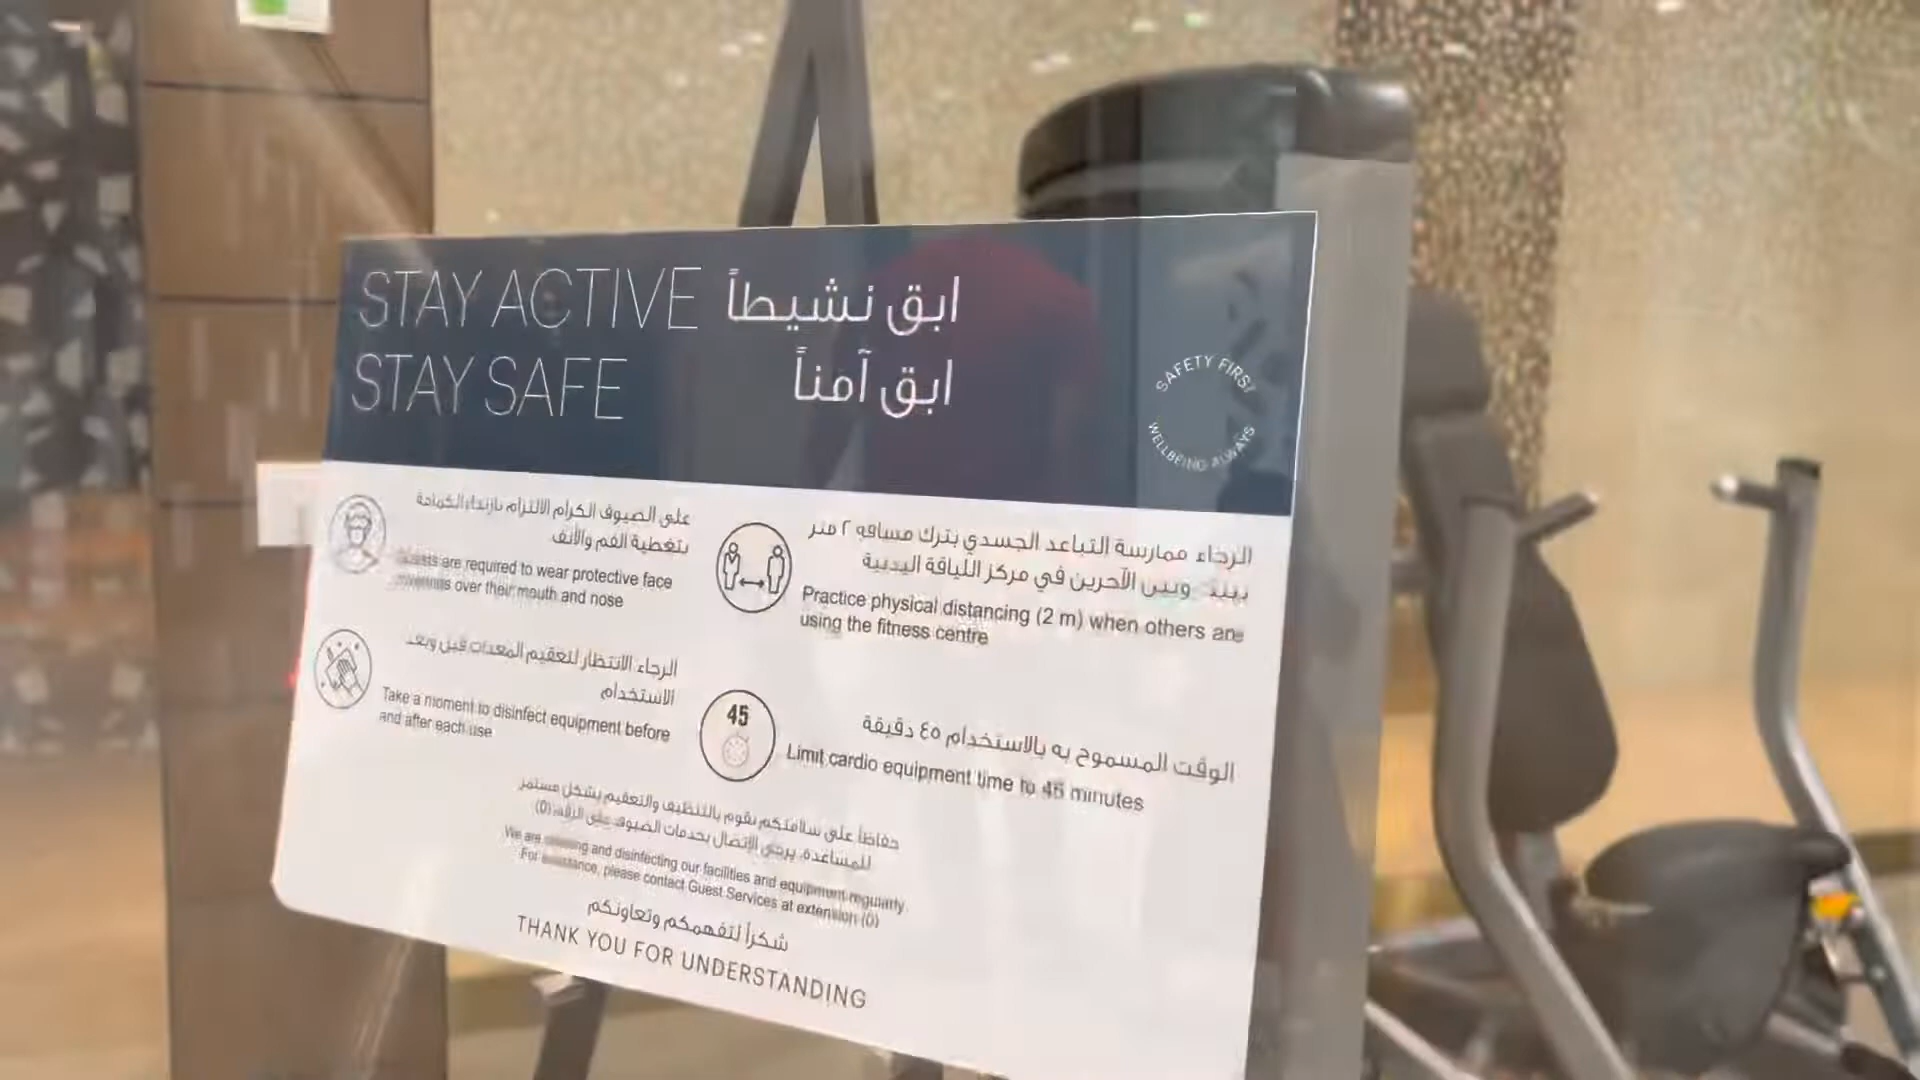 STAY ACTIVE
STAY SAFE
ابق نشيطاً
ابق آمناً
SAFETY FIRST
WELLBEING ALWAYS
على الضيوف الكرام الالتزام بارتداء الكمامة
بتغطية الفم والأنف
are required to wear protective face
over their mouth and nose
الرجاء ممارسة التباعد الجسدي بترك مسافة ٢ متر
وبين الآخرين في مركز اللياقة البدنية
Practice physical distancing (2 m) when others are
using the fitness centre
الرجاء الانتظار لتعقيم المعدات قبل وبعد
الاستخدام
Take a moment to disinfect equipment before
and after each use
45
الوقت المسموح به بالاستخدام ٤٥ دقيقة
Limit cardio equipment time to 45 minutes
حفاظاً على سلامتكم نقوم بالتنظيف والتعقيم بشكل مستمر
للمساعدة، يرجى الإتصال بخدمات الضيوف على الرقم (0)
We are and disinfecting our facilities and equipment regularly.
For assistance, please contact Guest Services at extension (0)
شكراً لتفهمكم وتعاونكم
THANK YOU FOR UNDERSTANDING